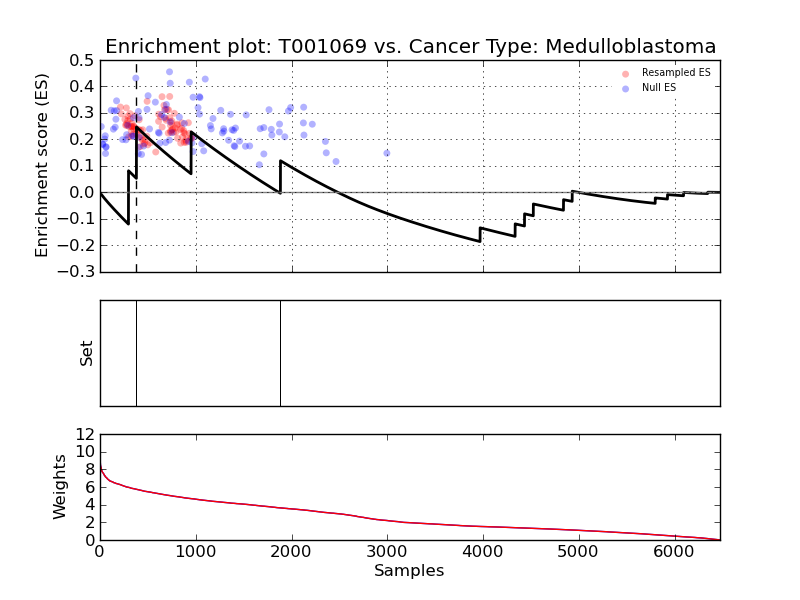 Enrichment plot: T001069 vs. Cancer Type: Medulloblastoma
Enrichment score (ES)
0.5
0.4
0.3
0.2
0.1
0.0
−0.1
−0.2
−0.3
Resampled ES
Null ES
Set
Weights
12
10
8
6
4
2
0
0 1000 2000 3000 4000 5000 6000
Samples